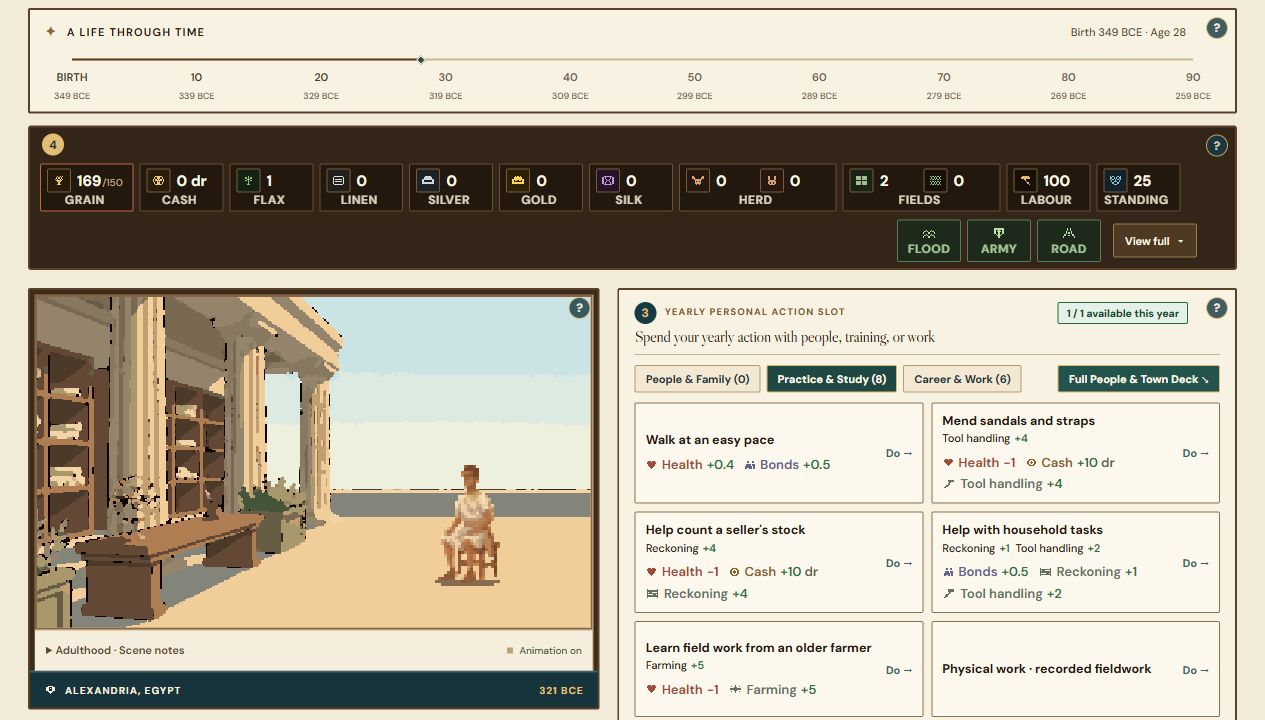 A LIFE THROUGH TIME
Birth 349 BCE · Age 28
?
BIRTH 10 20 30 40 50 60 70 80 90
349 BCE 339 BCE 329 BCE 319 BCE 309 BCE 299 BCE 289 BCE 279 BCE 269 BCE 259 BCE
4
?
169/150 0 dr 1 0 0 0 0 0 0 2 0 100 25
GRAIN CASH FLAX LINEN SILVER GOLD SILK HERD FIELDS LABOUR STANDING
FLOOD ARMY ROAD View full
?
▶ Adulthood · Scene notes
Animation on
ALEXANDRIA, EGYPT
321 BCE
3 YEARLY PERSONAL ACTION SLOT
1 / 1 available this year
?
Spend your yearly action with people, training, or work
People & Family (0) Practice & Study (8) Career & Work (6) Full People & Town Deck ↘
Walk at an easy pace
Health +0.4 Bonds +0.5
Do →
Mend sandals and straps
Tool handling +4
Health −1 Cash +10 dr
Tool handling +4
Do →
Help count a seller's stock
Reckoning +4
Health −1 Cash +10 dr
Reckoning +4
Do →
Help with household tasks
Reckoning +1 Tool handling +2
Bonds +0.5 Reckoning +1
Tool handling +2
Do →
Learn field work from an older farmer
Farming +5
Health −1 Farming +5
Do →
Physical work · recorded fieldwork
Do →